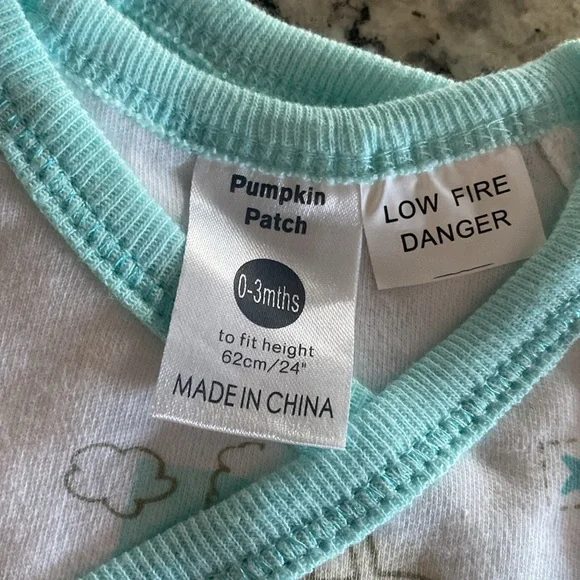 Pumpkin
Patch
0-3mths
to fit height
62cm/24"
MADE IN CHINA
LOW FIRE
DANGER